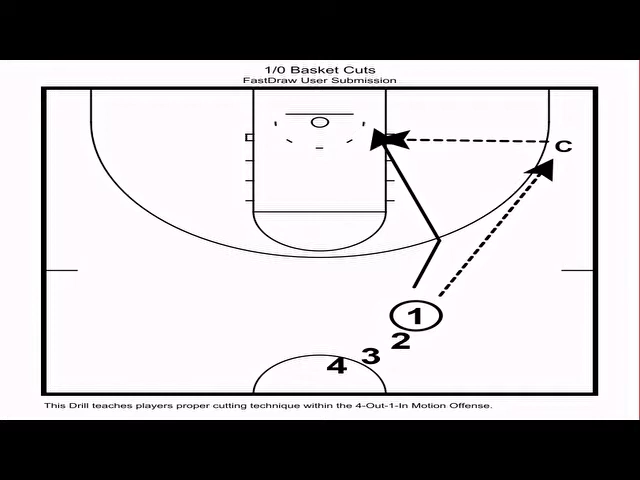 1/0 Basket Cuts
FastDraw User Submission
C
1
2
3
4
This Drill teaches players proper cutting technique within the 4-Out-1-In Motion Offense.